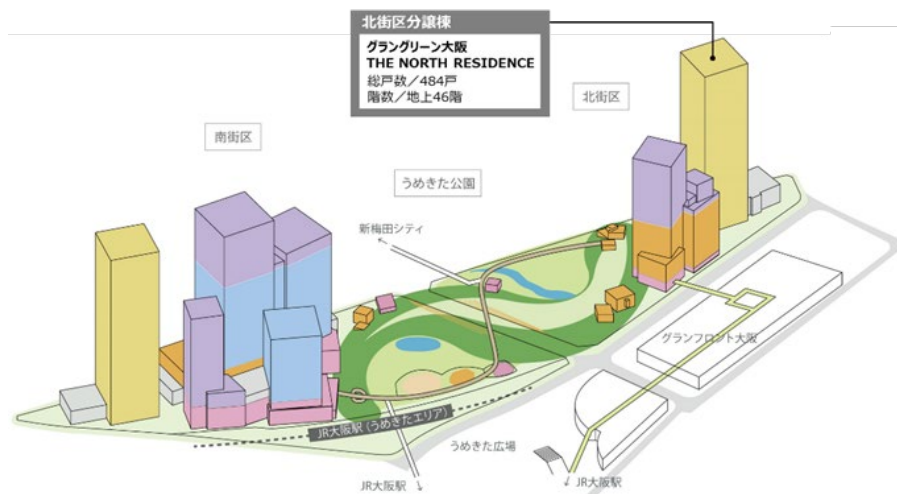 北街区分譲棟
グラングリーン大阪
THE NORTH RESIDENCE
総戸数／484戸
階数／地上46階
北街区
南街区
うめきた公園
新梅田シティ
グランフロント大阪
JR大阪駅（うめきたエリア）
うめきた広場
JR大阪駅
JR大阪駅